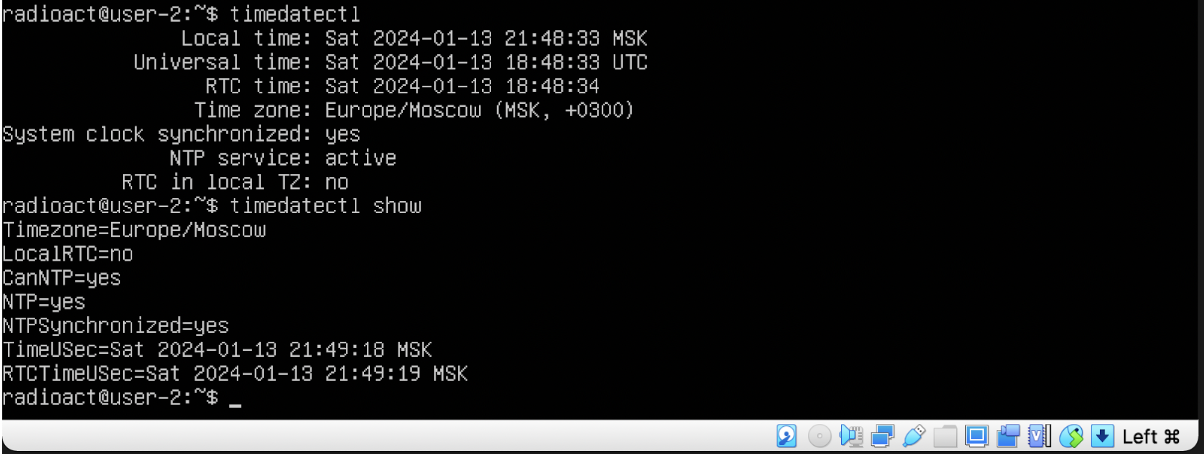 radioact@user-2:~$ timedatectl
Local time: Sat 2024-01-13 21:48:33 MSK
Universal time: Sat 2024-01-13 18:48:33 UTC
RTC time: Sat 2024-01-13 18:48:34
Time zone: Europe/Moscow (MSK, +0300)
System clock synchronized: yes
NTP service: active
RTC in local TZ: no
radioact@user-2:~$ timedatectl show
Timezone=Europe/Moscow
LocalRTC=no
CanNTP=yes
NTP=yes
NTPSynchronized=yes
TimeUSec=Sat 2024-01-13 21:49:18 MSK
RTCTimeUSec=Sat 2024-01-13 21:49:19 MSK
radioact@user-2:~$ _
Left ⌘